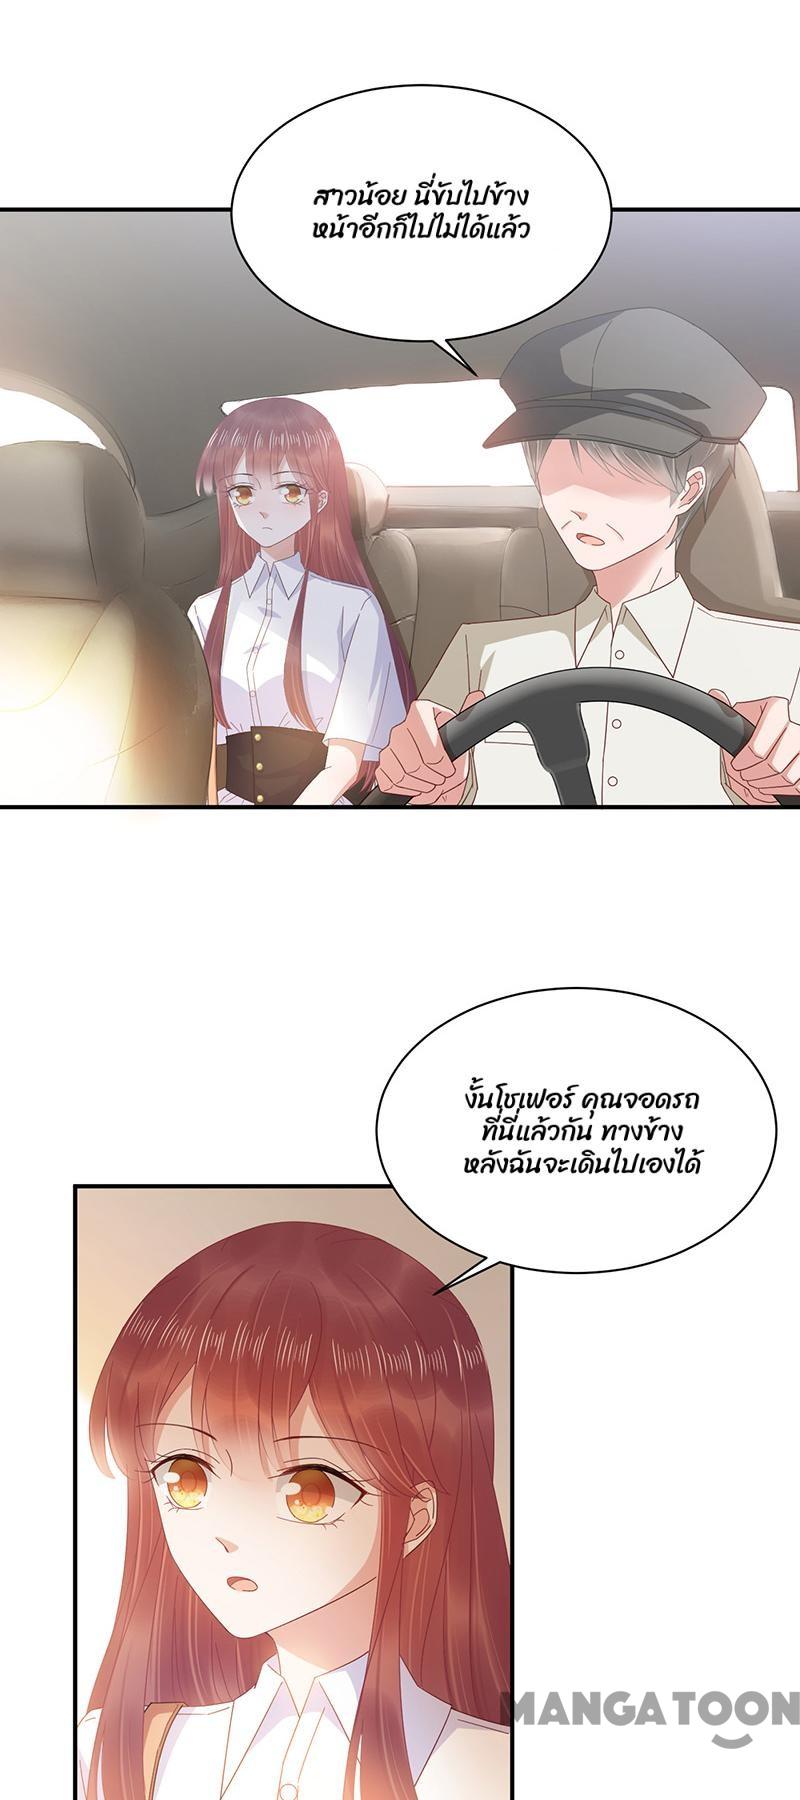 สาวน้อย นี่ขับไปข้าง
หน้าอีกก็ไปไม่ได้แล้ว
งั้นโชเฟอร์ คุณจอดรถ
ที่นี่แล้วกัน ทางข้าง
หลังฉันจะเดินไปเองได้
MANGATOON